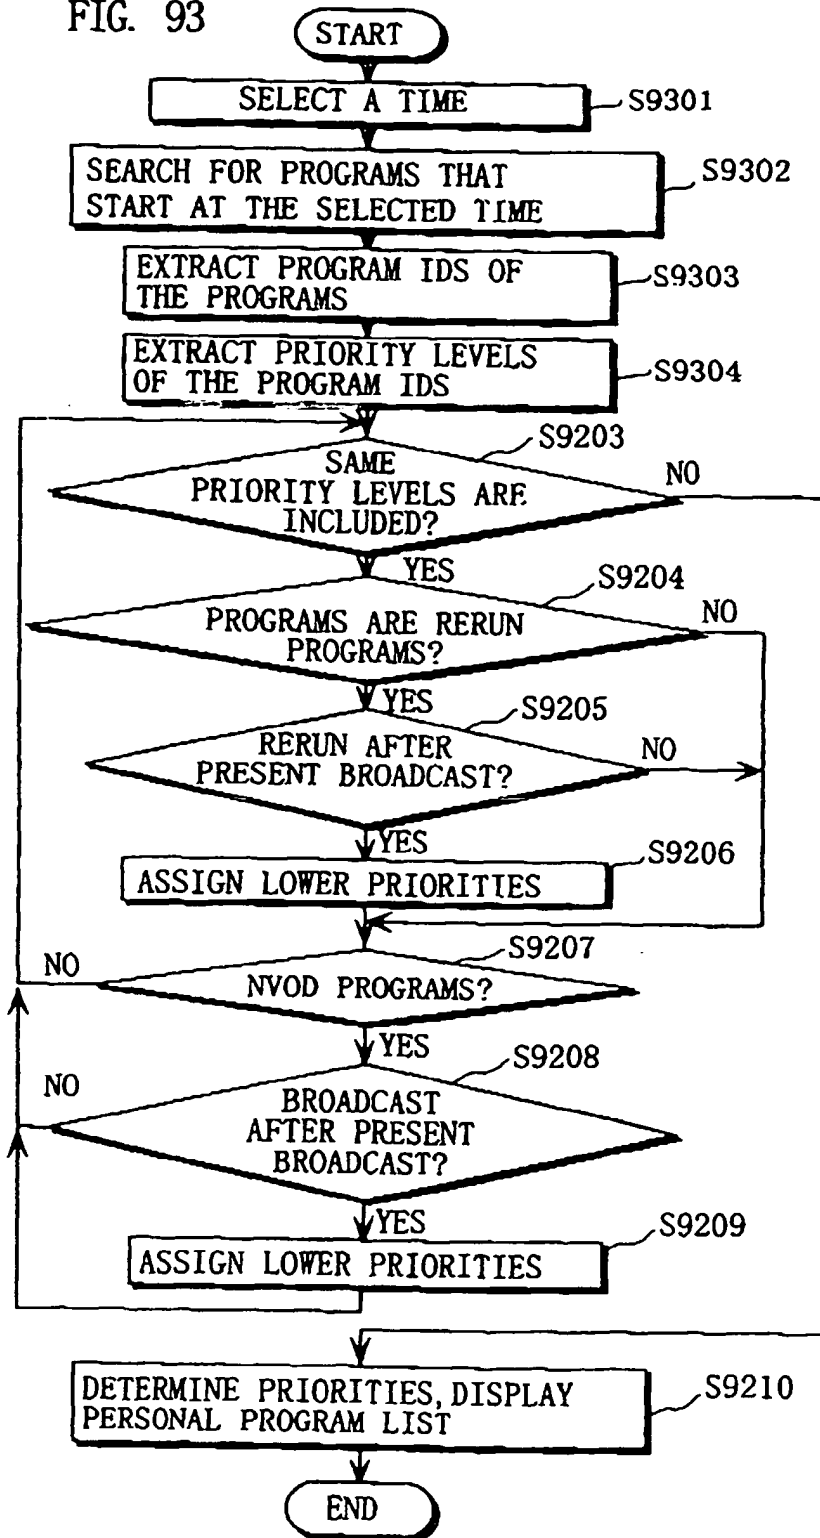 FIG. 93
START
SELECT A TIME
S9301
SEARCH FOR PROGRAMS THAT
START AT THE SELECTED TIME
S9302
EXTRACT PROGRAM IDS OF
THE PROGRAMS
S9303
EXTRACT PRIORITY LEVELS
OF THE PROGRAM IDS
S9304
S9203
SAME
PRIORITY LEVELS ARE
INCLUDED?
NO
YES
S9204
PROGRAMS ARE RERUN
PROGRAMS?
NO
YES
S9205
RERUN AFTER
PRESENT BROADCAST?
NO
YES
S9206
ASSIGN LOWER PRIORITIES
S9207
NO
NVOD PROGRAMS?
YES
S9208
NO
BROADCAST
AFTER PRESENT
BROADCAST?
YES
S9209
ASSIGN LOWER PRIORITIES
DETERMINE PRIORITIES, DISPLAY
PERSONAL PROGRAM LIST
S9210
END